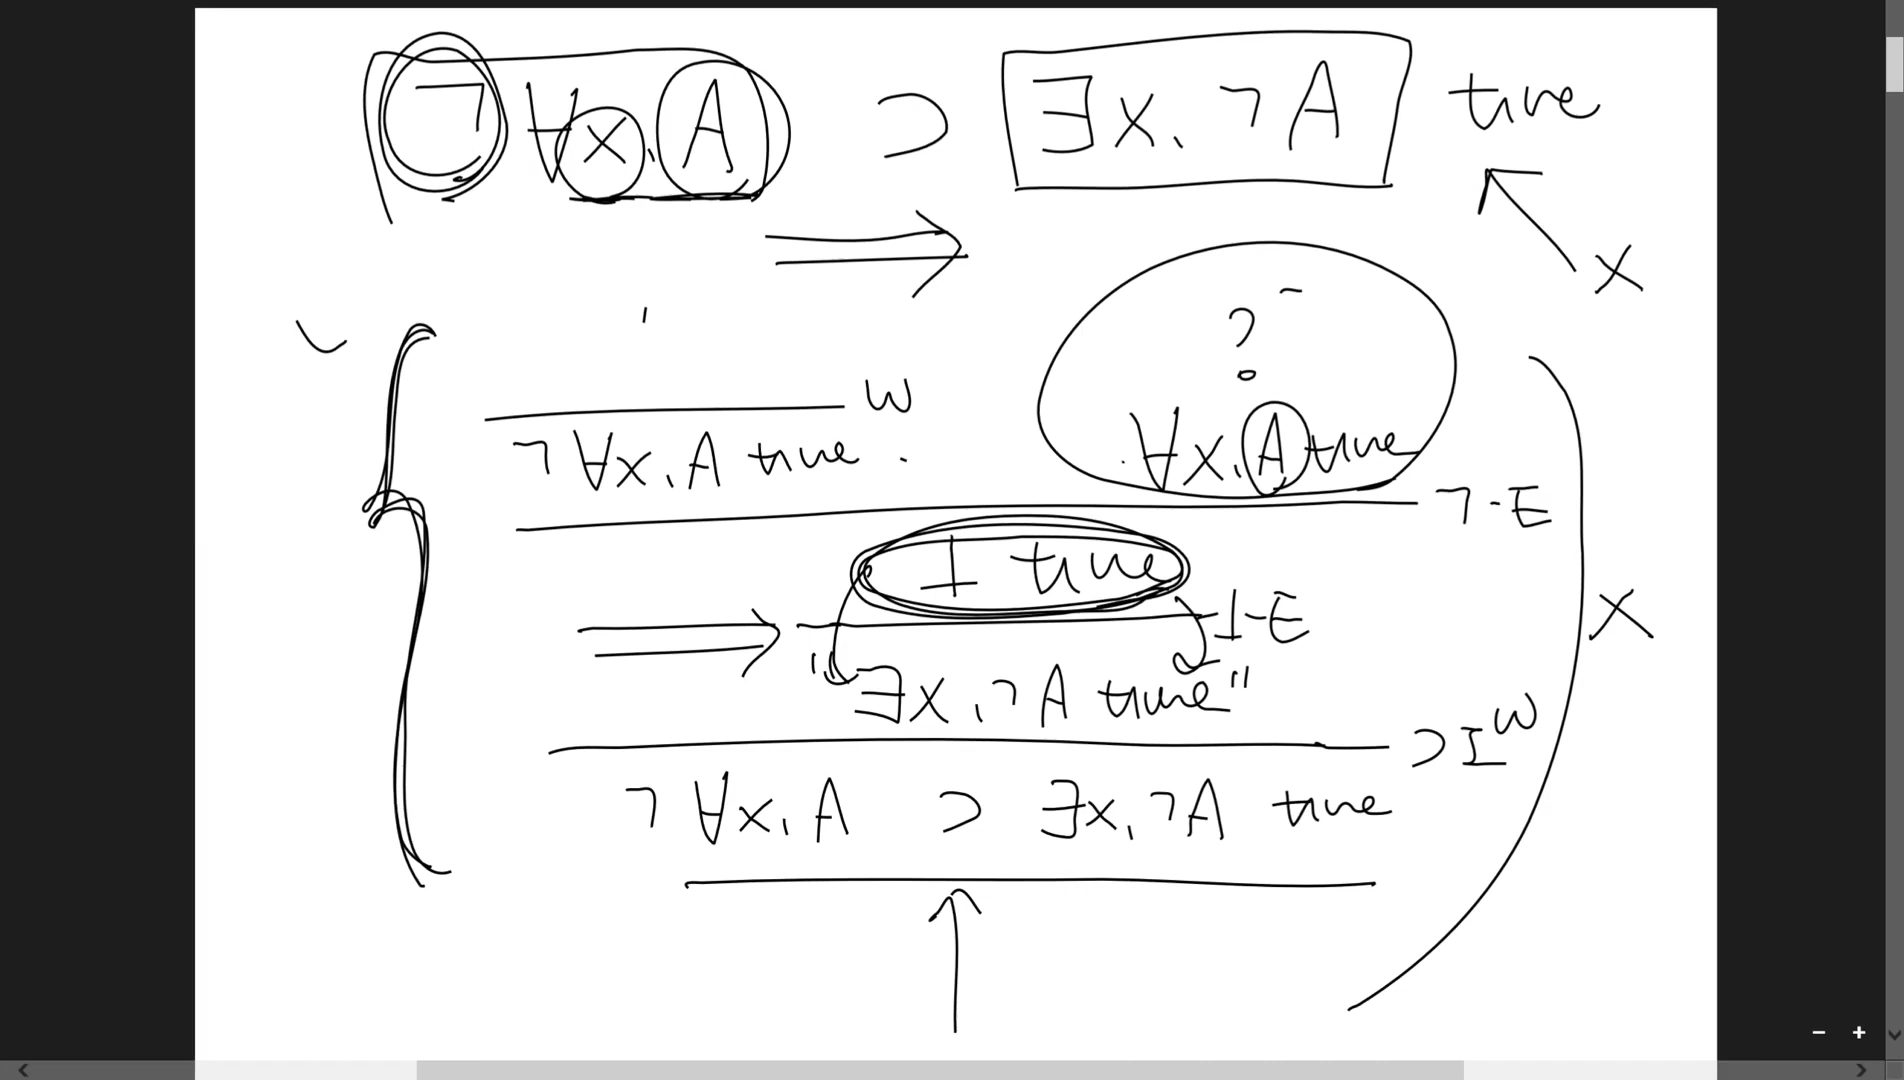 ¬∀x.A ⊃ ∃x.¬A true
x
?
w
¬∀x.A true
∀x.A true
¬-E
⊥ true
⊥-E
"∃x.¬A true"
x
⊃I^w
¬∀x.A ⊃ ∃x.¬A true